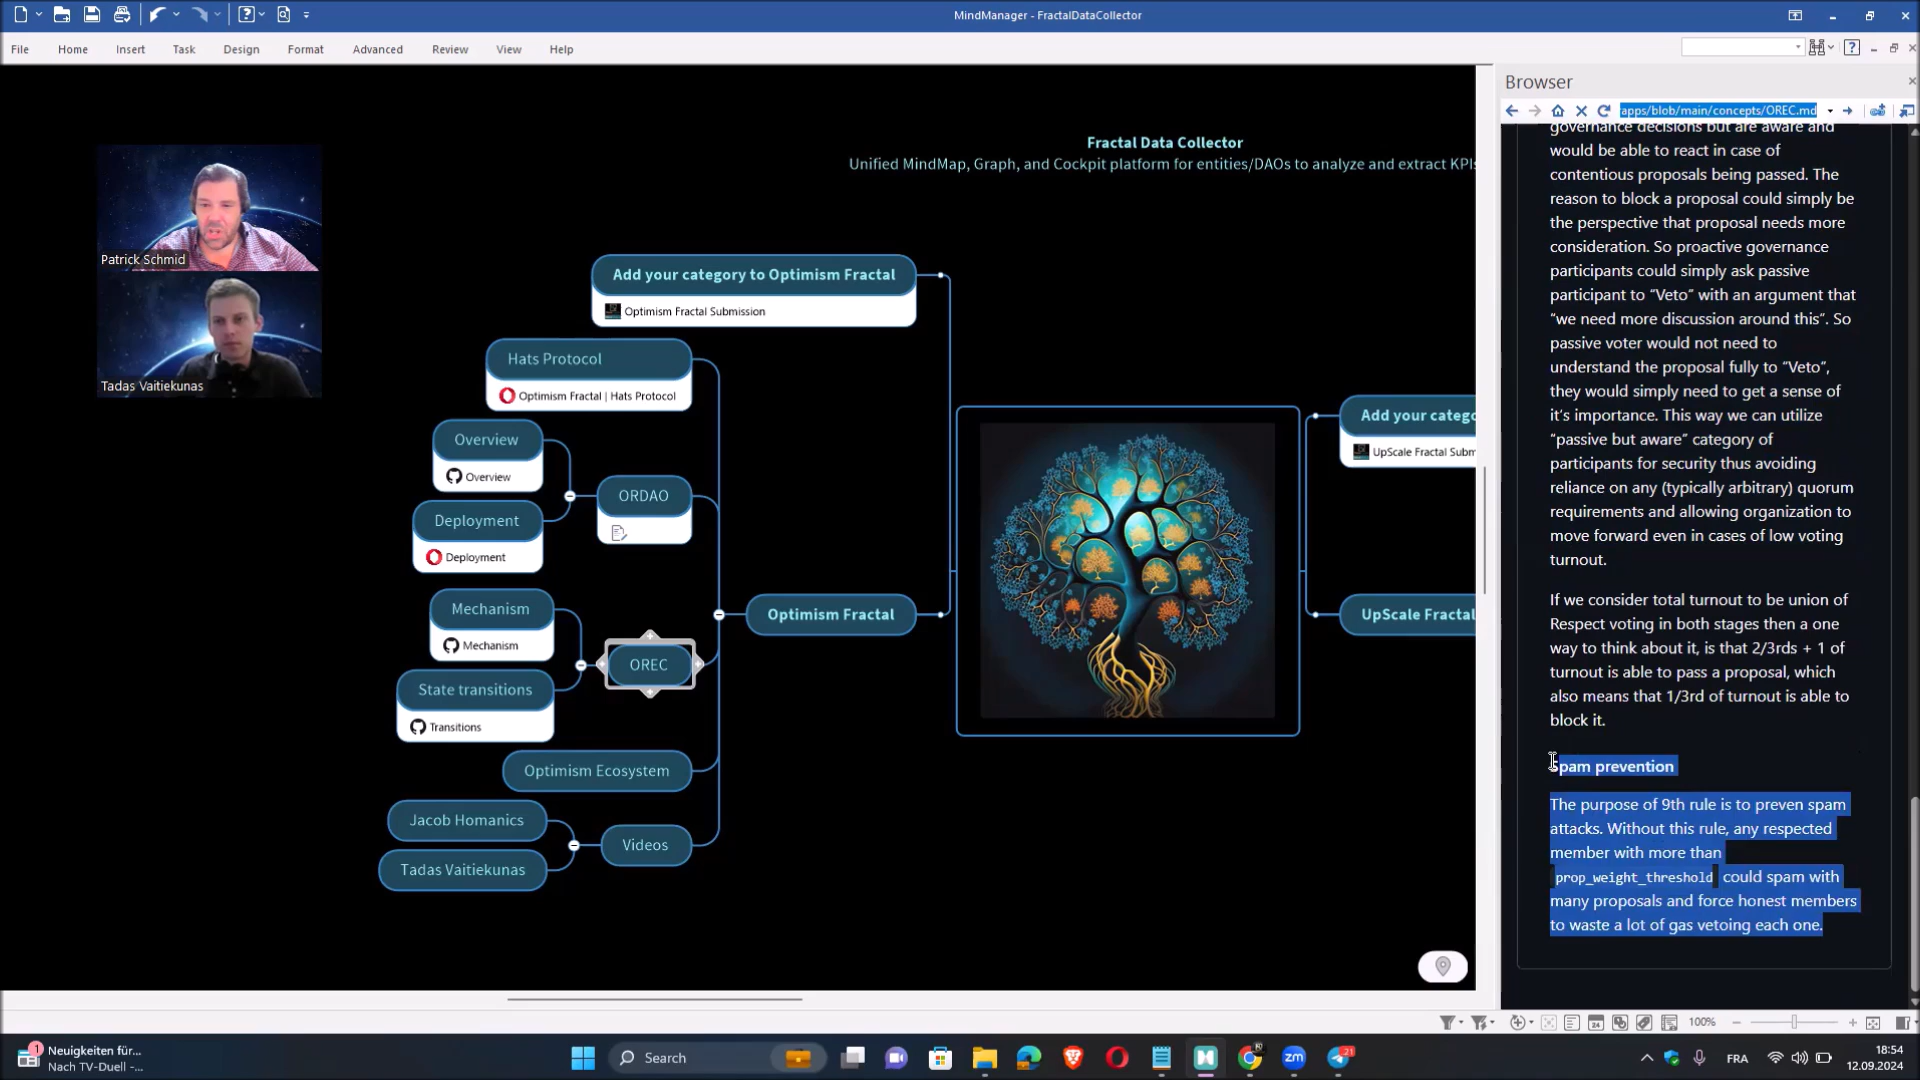 MindManager - FractalDataCollector
File
Home
Insert
Task
Design
Format
Advanced
Review
View
Help
Browser
apps/blob/main/concepts/OREC.md
Fractal Data Collector
Unified MindMap, Graph, and Cockpit platform for entities/DAOs to analyze and extract KPIs
Patrick Schmid
Tadas Vaitiekunas
Add your category to Optimism Fractal
Optimism Fractal Submission
Hats Protocol
Optimism Fractal | Hats Protocol
Overview
Overview
Deployment
Deployment
ORDAO
Mechanism
Mechanism
State transitions
Transitions
OREC
Optimism Ecosystem
Jacob Homanics
Tadas Vaitiekunas
Videos
Optimism Fractal
Add your catego
UpScale Fractal Subm
UpScale Fractal
governance decisions but are aware and
would be able to react in case of
contentious proposals being passed. The
reason to block a proposal could simply be
the perspective that proposal needs more
consideration. So proactive governance
participants could simply ask passive
participant to “Veto” with an argument that
“we need more discussion around this”. So
passive voter would not need to
understand the proposal fully to “Veto”,
they would simply need to get a sense of
it’s importance. This way we can utilize
“passive but aware” category of
participants for security thus avoiding
reliance on any (typically arbitrary) quorum
requirements and allowing organization to
move forward even in cases of low voting
turnout.
If we consider total turnout to be union of
Respect voting in both stages then a one
way to think about it, is that 2/3rds + 1 of
turnout is able to pass a proposal, which
also means that 1/3rd of turnout is able to
block it.
Spam prevention
The purpose of 9th rule is to preven spam
attacks. Without this rule, any respected
member with more than
prop_weight_threshold could spam with
many proposals and force honest members
to waste a lot of gas vetoing each one.
100%
1
Neuigkeiten für...
Nach TV-Duell -...
Search
zm
21
FRA
18:54
12.09.2024